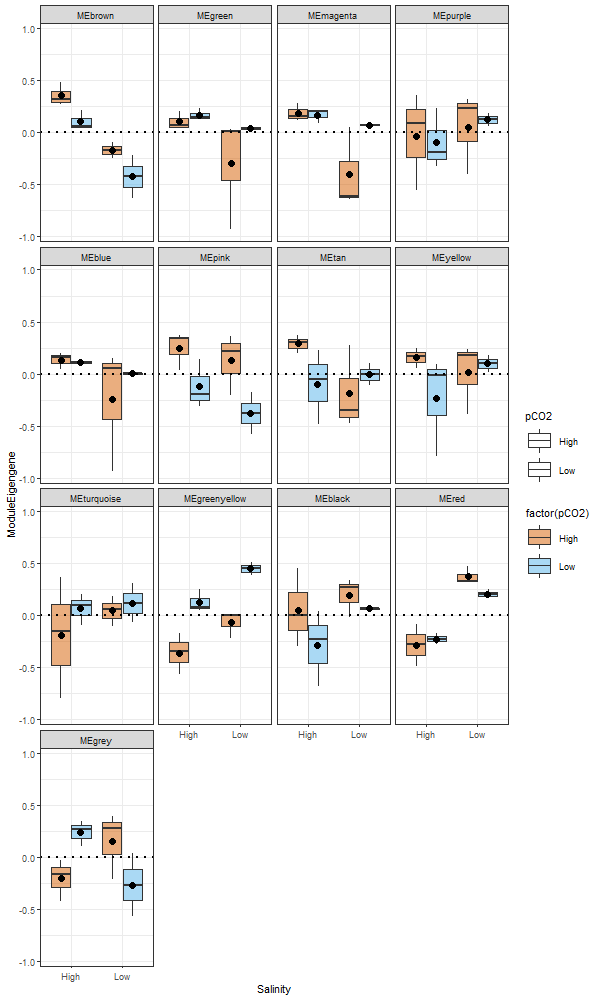 MEbrown MEgreen MEmagenta MEpurple
1.0
0.5
0.0
-0.5
-1.0
MEblue MEpink MEtan MEyellow
1.0
0.5
0.0
-0.5
-1.0
MEturquoise MEgreenyellow MEblack MEred
1.0
0.5
0.0
-0.5
-1.0
High Low High Low High Low
MEgrey
1.0
0.5
0.0
-0.5
-1.0
High Low
Salinity
ModuleEigengene
pCO2
High
Low
factor(pCO2)
High
Low